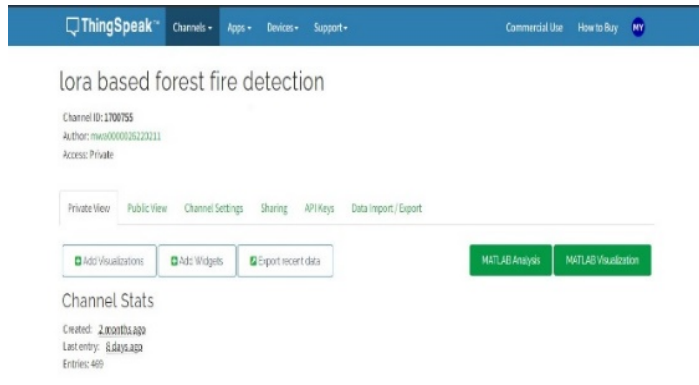 ThingSpeak™ Channels Apps Devices Support Commercial Use How to Buy MY
lora based forest fire detection
Channel ID: 1700755
Author: mwa0000026220211
Access: Private
Private View Public View Channel Settings Sharing API Keys Data Import / Export
Add Visualizations Add Widgets Export recent data MATLAB Analysis MATLAB Visualization
Channel Stats
Created: 2 months ago
Last entry: 8 days ago
Entries: 469